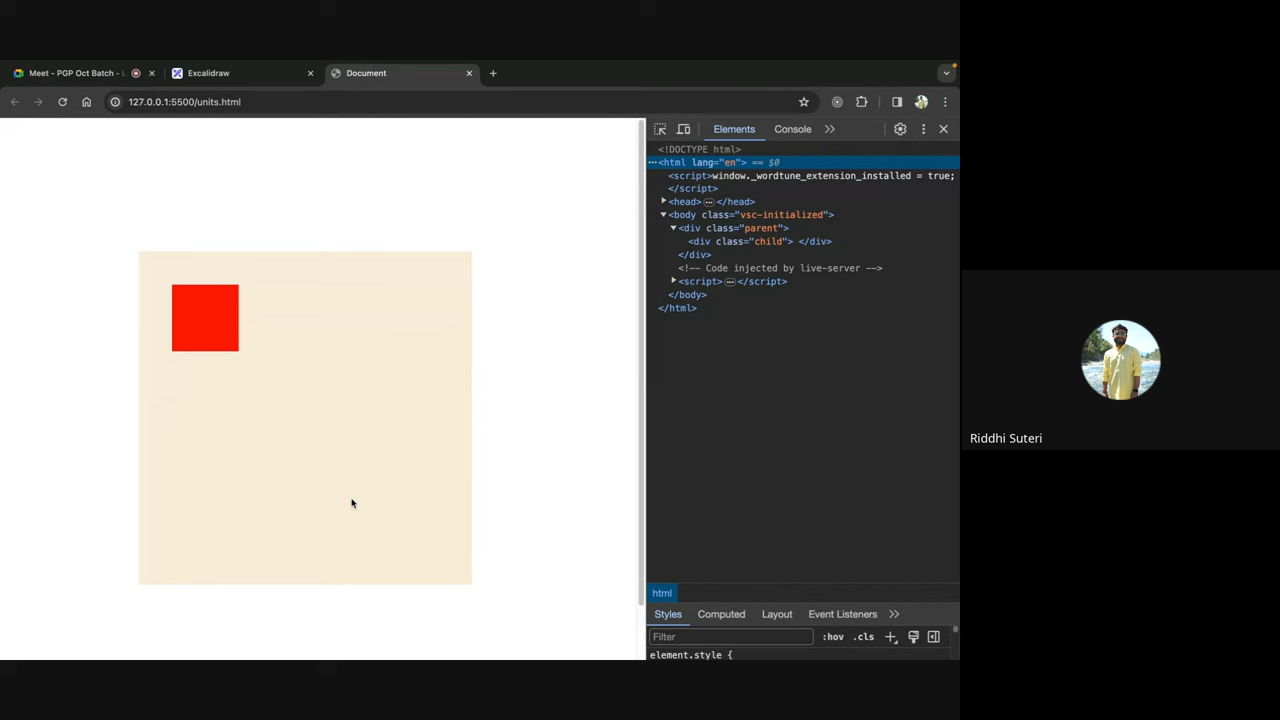 Meet - PGP Oct Batch -
Excalidraw
Document
127.0.0.1:5500/units.html
Elements
Console
<!DOCTYPE html>
<html lang="en"> == $0
<script>window._wordtune_extension_installed = true;
</script>
<head> </head>
<body class="vsc-initialized">
<div class="parent">
<div class="child"> </div>
</div>
<!-- Code injected by live-server -->
<script> </script>
</body>
</html>
Riddhi Suteri
html
Styles
Computed
Layout
Event Listeners
Filter
:hov
.cls
element.style {